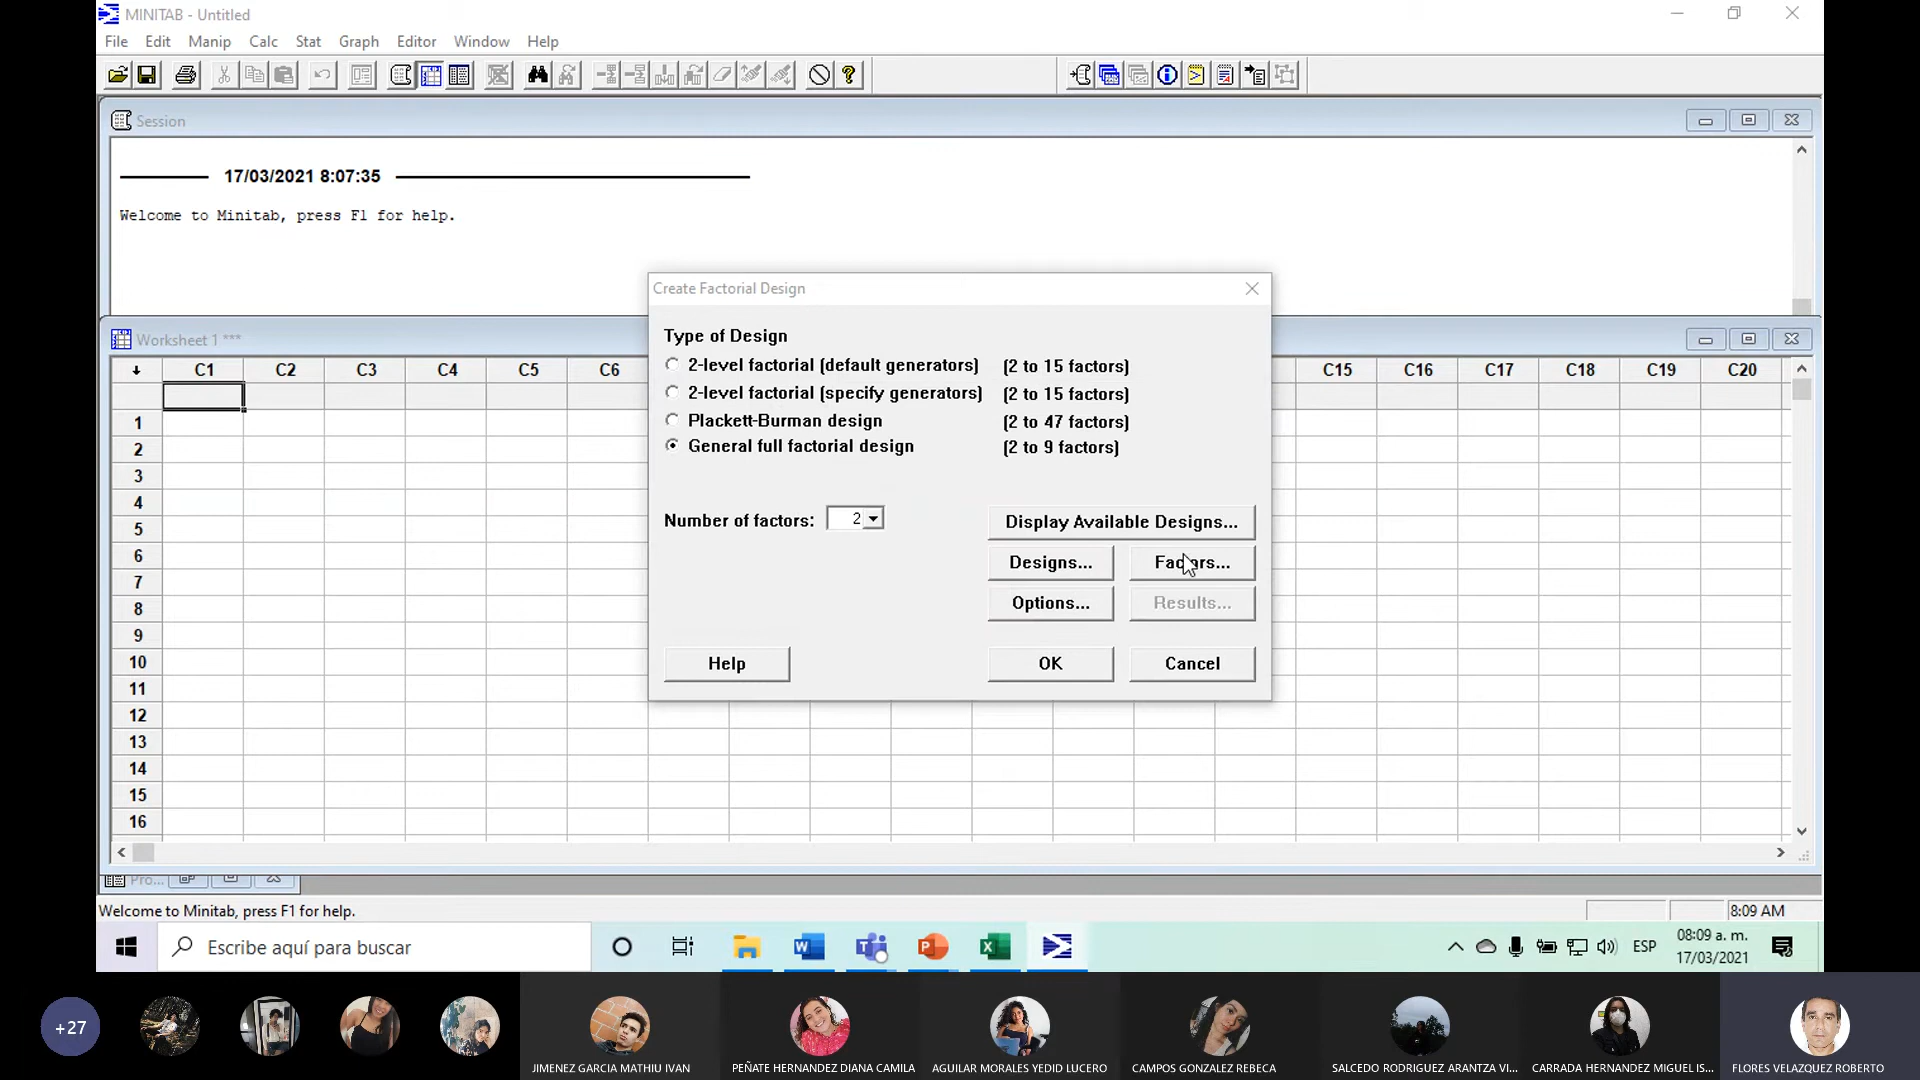 MINITAB - Untitled
File Edit Manip Calc Stat Graph Editor Window Help
Session
17/03/2021 8:07:35
Welcome to Minitab, press F1 for help.
Create Factorial Design
Type of Design
2-level factorial (default generators) (2 to 15 factors)
2-level factorial (specify generators) (2 to 15 factors)
Plackett-Burman design (2 to 47 factors)
General full factorial design (2 to 9 factors)
Number of factors: 2
Display Available Designs...
Designs... Factors...
Options... Results...
Help OK Cancel
Worksheet 1 ***
C1 C2 C3 C4 C5 C6 C15 C16 C17 C18 C19 C20
1
2
3
4
5
6
7
8
9
10
11
12
13
14
15
16
Pro...
Welcome to Minitab, press F1 for help. 8:09 AM
Escribe aquí para buscar
ESP
08:09 a. m.
17/03/2021
+27
JIMENEZ GARCIA MATHIU IVAN
PEÑATE HERNANDEZ DIANA CAMILA
AGUILAR MORALES YEDID LUCERO
CAMPOS GONZALEZ REBECA
SALCEDO RODRIGUEZ ARANTZA VI...
CARRADA HERNANDEZ MIGUEL IS...
FLORES VELAZQUEZ ROBERTO